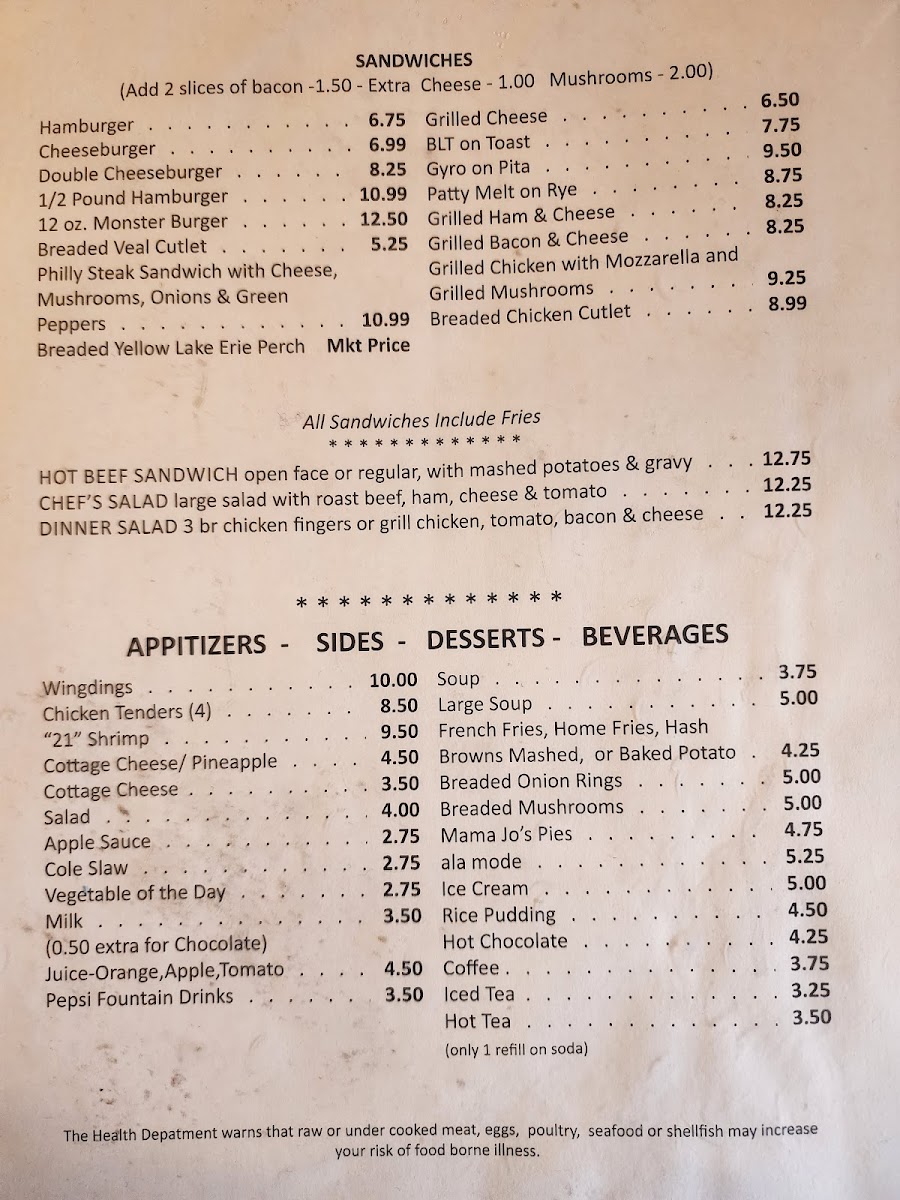 SANDWICHES
(Add 2 slices of bacon -1.50 - Extra Cheese - 1.00 Mushrooms - 2.00)
Hamburger . . . . . . . . . . . 6.75
Cheeseburger . . . . . . . . . . 6.99
Double Cheeseburger . . . . . . 8.25
1/2 Pound Hamburger . . . . . . 10.99
12 oz. Monster Burger . . . . . . 12.50
Breaded Veal Cutlet . . . . . . . 5.25
Philly Steak Sandwich with Cheese,
Mushrooms, Onions & Green
Peppers . . . . . . . . . . . . 10.99
Breaded Yellow Lake Erie Perch Mkt Price
Grilled Cheese . . . . . . . . . . 6.50
BLT on Toast . . . . . . . . . . 7.75
Gyro on Pita . . . . . . . . . . 9.50
Patty Melt on Rye . . . . . . . . 8.75
Grilled Ham & Cheese . . . . . . 8.25
Grilled Bacon & Cheese . . . . . . 8.25
Grilled Chicken with Mozzarella and
Grilled Mushrooms . . . . . . . 9.25
Breaded Chicken Cutlet . . . . . . 8.99
All Sandwiches Include Fries
* * * * * * * * * * * * *
HOT BEEF SANDWICH open face or regular, with mashed potatoes & gravy . . . 12.75
CHEF'S SALAD large salad with roast beef, ham, cheese & tomato . . . . . . . 12.25
DINNER SALAD 3 br chicken fingers or grill chicken, tomato, bacon & cheese . . 12.25
* * * * * * * * * * * * *
APPITIZERS - SIDES - DESSERTS - BEVERAGES
Wingdings . . . . . . . . . . . 10.00
Chicken Tenders (4) . . . . . . . 8.50
"21" Shrimp . . . . . . . . . . 9.50
Cottage Cheese/ Pineapple . . . . 4.50
Cottage Cheese . . . . . . . . . 3.50
Salad . . . . . . . . . . . . . 4.00
Apple Sauce . . . . . . . . . . . 2.75
Cole Slaw . . . . . . . . . . . . 2.75
Vegetable of the Day . . . . . . . 2.75
Milk . . . . . . . . . . . . . . 3.50
(0.50 extra for Chocolate)
Juice-Orange,Apple,Tomato . . . . 4.50
Pepsi Fountain Drinks . . . . . . 3.50
Soup . . . . . . . . . . . . . . 3.75
Large Soup . . . . . . . . . . . 5.00
French Fries, Home Fries, Hash
Browns Mashed, or Baked Potato . 4.25
Breaded Onion Rings . . . . . . . 5.00
Breaded Mushrooms . . . . . . . 5.00
Mama Jo's Pies . . . . . . . . . 4.75
ala mode . . . . . . . . . . . . 5.25
Ice Cream . . . . . . . . . . . . 5.00
Rice Pudding . . . . . . . . . . 4.50
Hot Chocolate . . . . . . . . . . 4.25
Coffee . . . . . . . . . . . . . . 3.75
Iced Tea . . . . . . . . . . . . . 3.25
Hot Tea . . . . . . . . . . . . . 3.50
(only 1 refill on soda)
The Health Depatment warns that raw or under cooked meat, eggs, poultry, seafood or shellfish may increase
your risk of food borne illness.